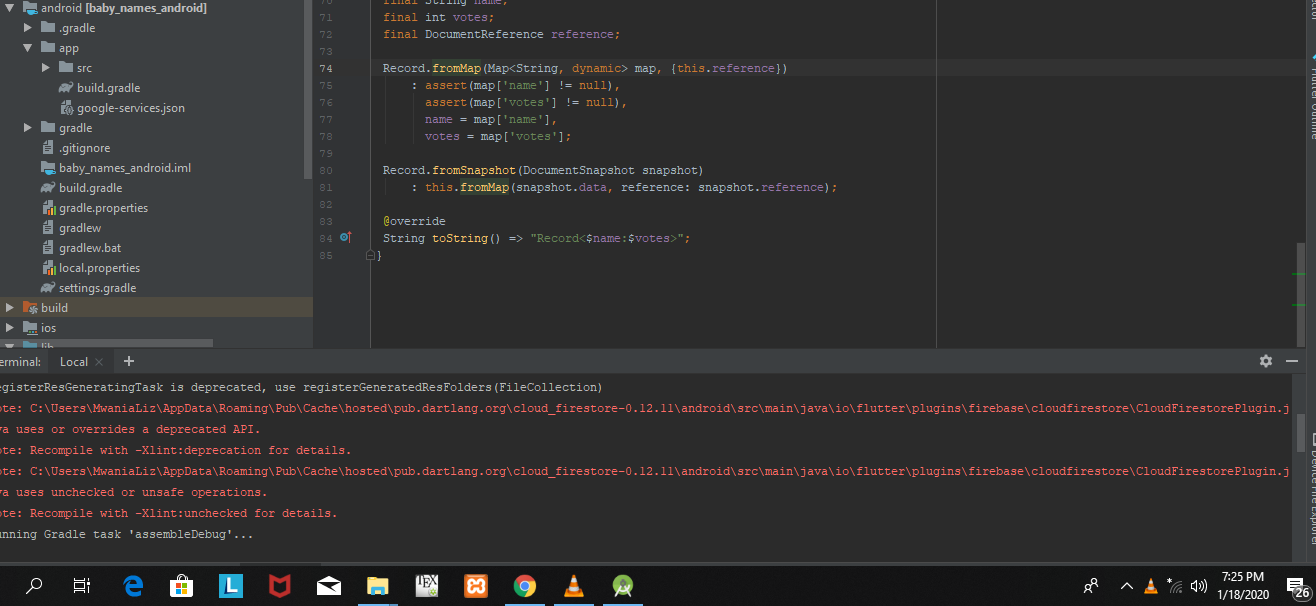 android [baby_names_android]
.gradle
app
src
build.gradle
google-services.json
gradle
.gitignore
baby_names_android.iml
build.gradle
gradle.properties
gradlew
gradlew.bat
local.properties
settings.gradle
build
ios
lib
70 final String name;
71 final int votes;
72 final DocumentReference reference;
73
74 Record.fromMap(Map<String, dynamic> map, {this.reference})
75 : assert(map['name'] != null),
76 assert(map['votes'] != null),
77 name = map['name'],
78 votes = map['votes'];
79
80 Record.fromSnapshot(DocumentSnapshot snapshot)
81 : this.fromMap(snapshot.data, reference: snapshot.reference);
82
83 @override
84 String toString() => "Record<$name:$votes>";
85 }
Flutter Outline
erminal: Local × +
egisterResGeneratingTask is deprecated, use registerGeneratedResFolders(FileCollection)
ote: C:\Users\MwaniaLiz\AppData\Roaming\Pub\Cache\hosted\pub.dartlang.org\cloud_firestore-0.12.11\android\src\main\java\io\flutter\plugins\firebase\cloudfirestore\CloudFirestorePlugin.j
va uses or overrides a deprecated API.
ote: Recompile with -Xlint:deprecation for details.
ote: C:\Users\MwaniaLiz\AppData\Roaming\Pub\Cache\hosted\pub.dartlang.org\cloud_firestore-0.12.11\android\src\main\java\io\flutter\plugins\firebase\cloudfirestore\CloudFirestorePlugin.j
va uses unchecked or unsafe operations.
ote: Recompile with -Xlint:unchecked for details.
unning Gradle task 'assembleDebug'...
Device File Explorer
L
TEX
7:25 PM
1/18/2020
26